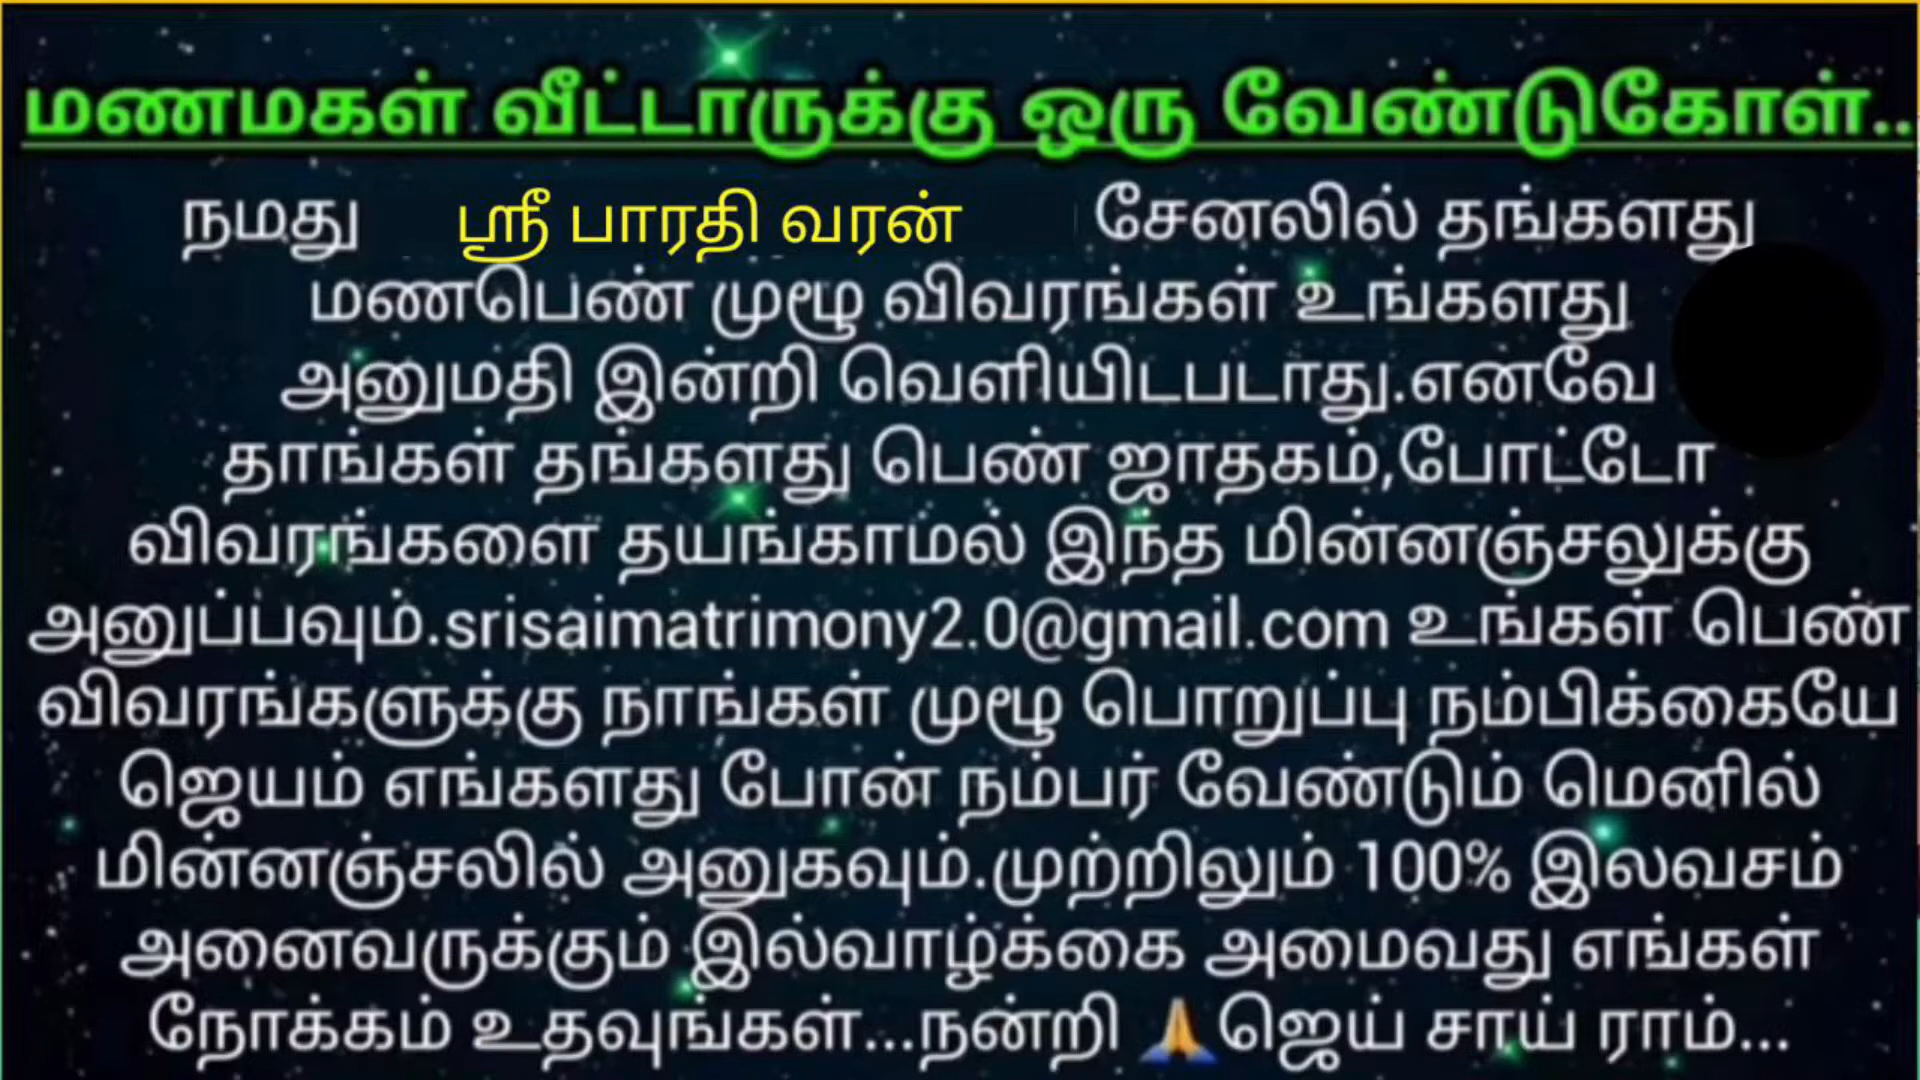 மணமகள் வீட்டாருக்கு ஒரு வேண்டுகோள்..
நமது ஸ்ரீ பாரதி வரன் சேனலில் தங்களது
மணபெண் முழூ விவரங்கள் உங்களது
அனுமதி இன்றி வெளியிடபடாது.எனவே
தாங்கள் தங்களது பெண் ஜாதகம்,போட்டோ
விவரங்களை தயங்காமல் இந்த மின்னஞ்சலுக்கு
அனுப்பவும்.srisaimatrimony2.0@gmail.com உங்கள் பெண்
விவரங்களுக்கு நாங்கள் முழூ பொறுப்பு நம்பிக்கையே
ஜெயம் எங்களது போன் நம்பர் வேண்டும் மெனில்
மின்னஞ்சலில் அனுகவும்.முற்றிலும் 100% இலவசம்
அனைவருக்கும் இல்வாழ்க்கை அமைவது எங்கள்
நோக்கம் உதவுங்கள்...நன்றி 🙏ஜெய் சாய் ராம்...